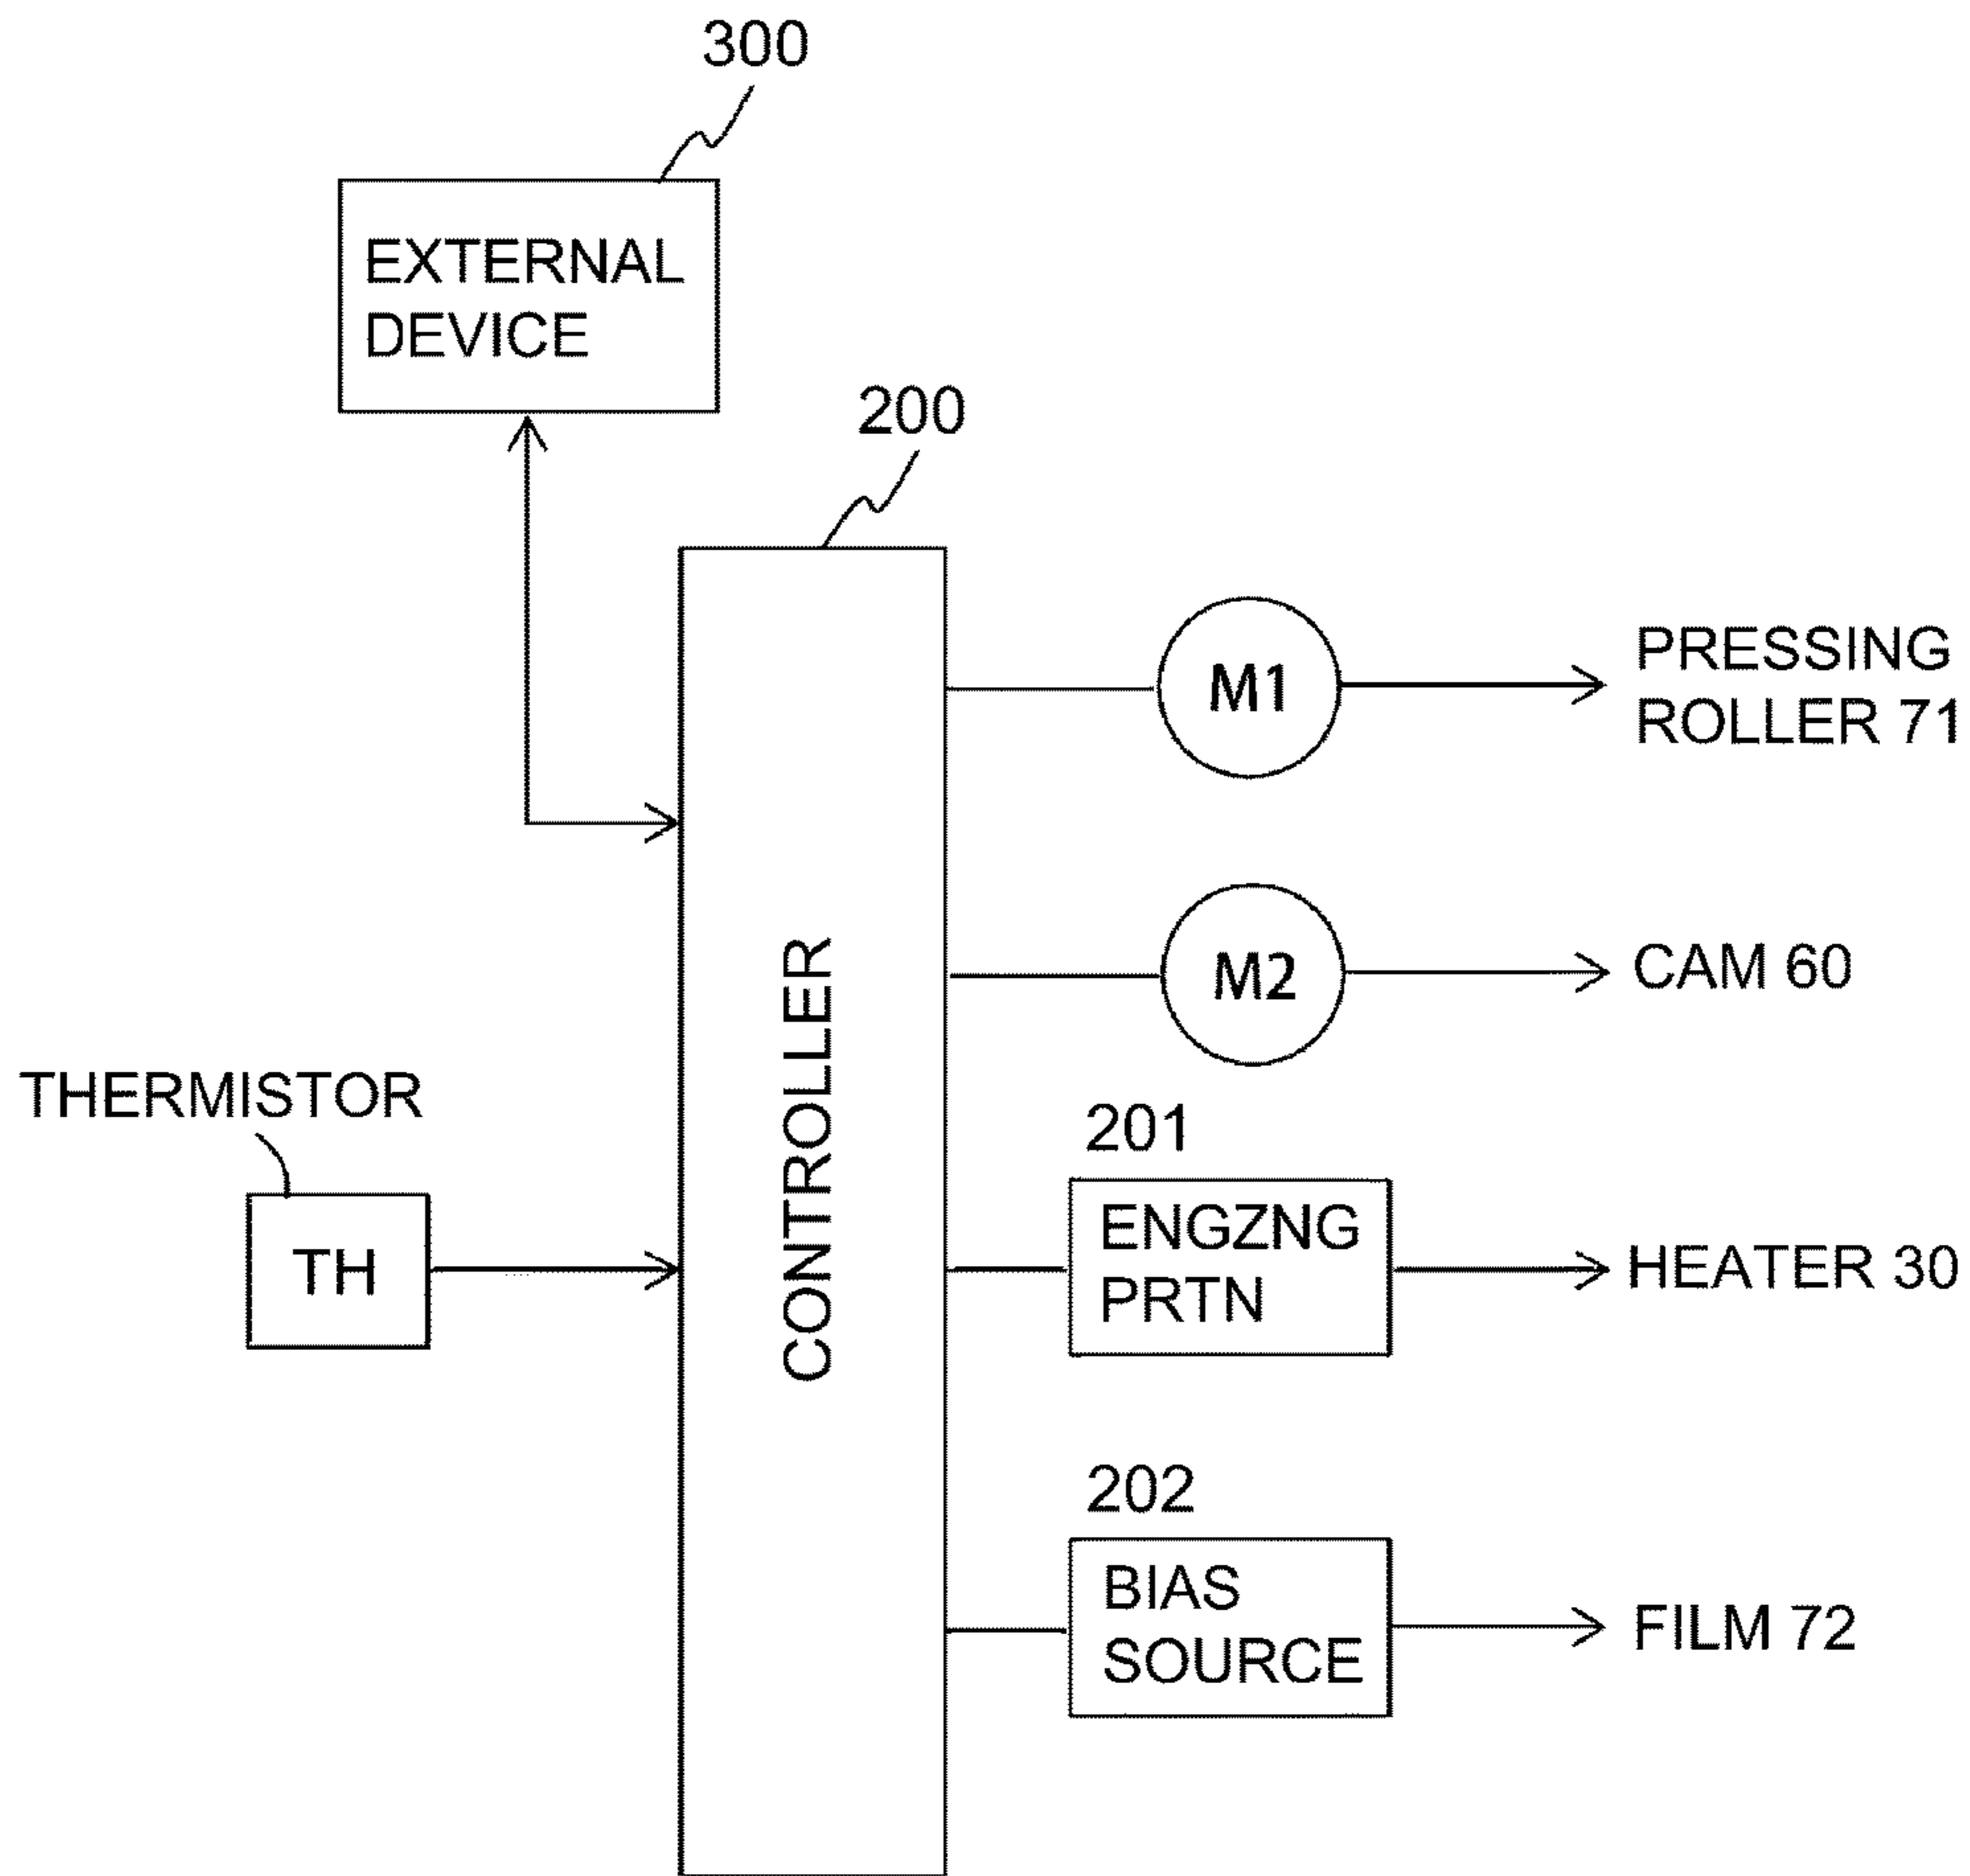 300
EXTERNAL
DEVICE
200
CONTROLLER
M1
PRESSING
ROLLER 71
M2
CAM 60
THERMISTOR
TH
201
ENGZNG
PRTN
HEATER 30
202
BIAS
SOURCE
FILM 72